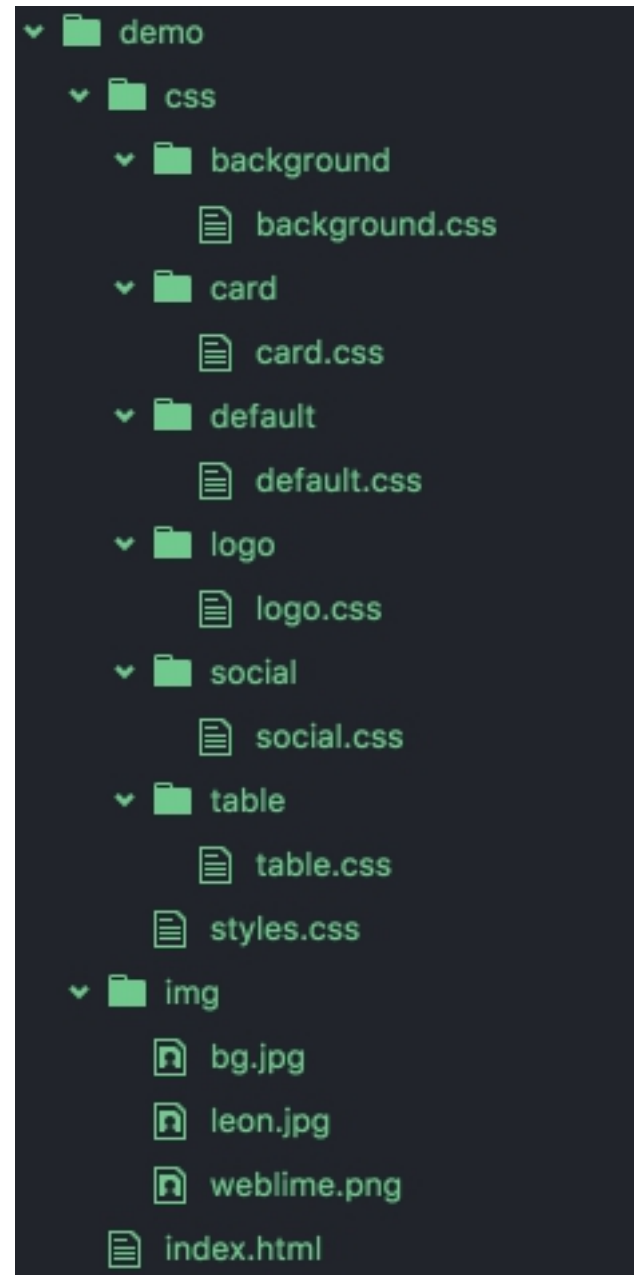 demo
css
background
background.css
card
card.css
default
default.css
logo
logo.css
social
social.css
table
table.css
styles.css
img
bg.jpg
leon.jpg
weblime.png
index.html